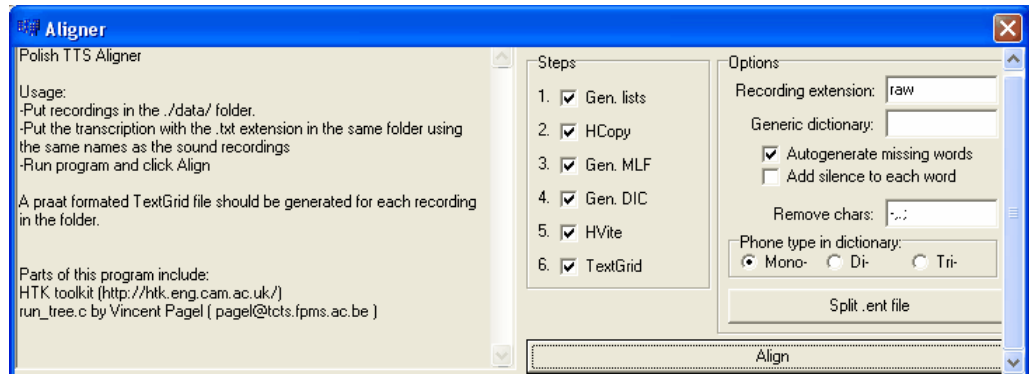 Aligner
Polish TTS Aligner
Usage:
-Put recordings in the ./data/ folder.
-Put the transcription with the .txt extension in the same folder using
the same names as the sound recordings
-Run program and click Align
A praat formated TextGrid file should be generated for each recording
in the folder.
Parts of this program include:
HTK toolkit (http://htk.eng.cam.ac.uk/)
run_tree.c by Vincent Pagel ( pagel@tcts.fpms.ac.be )
Steps
1. Gen. lists
2. HCopy
3. Gen. MLF
4. Gen. DIC
5. HVite
6. TextGrid
Options
Recording extension: raw
Generic dictionary:
Autogenerate missing words
Add silence to each word
Remove chars: -,.;
Phone type in dictionary:
Mono- Di- Tri-
Split .ent file
Align